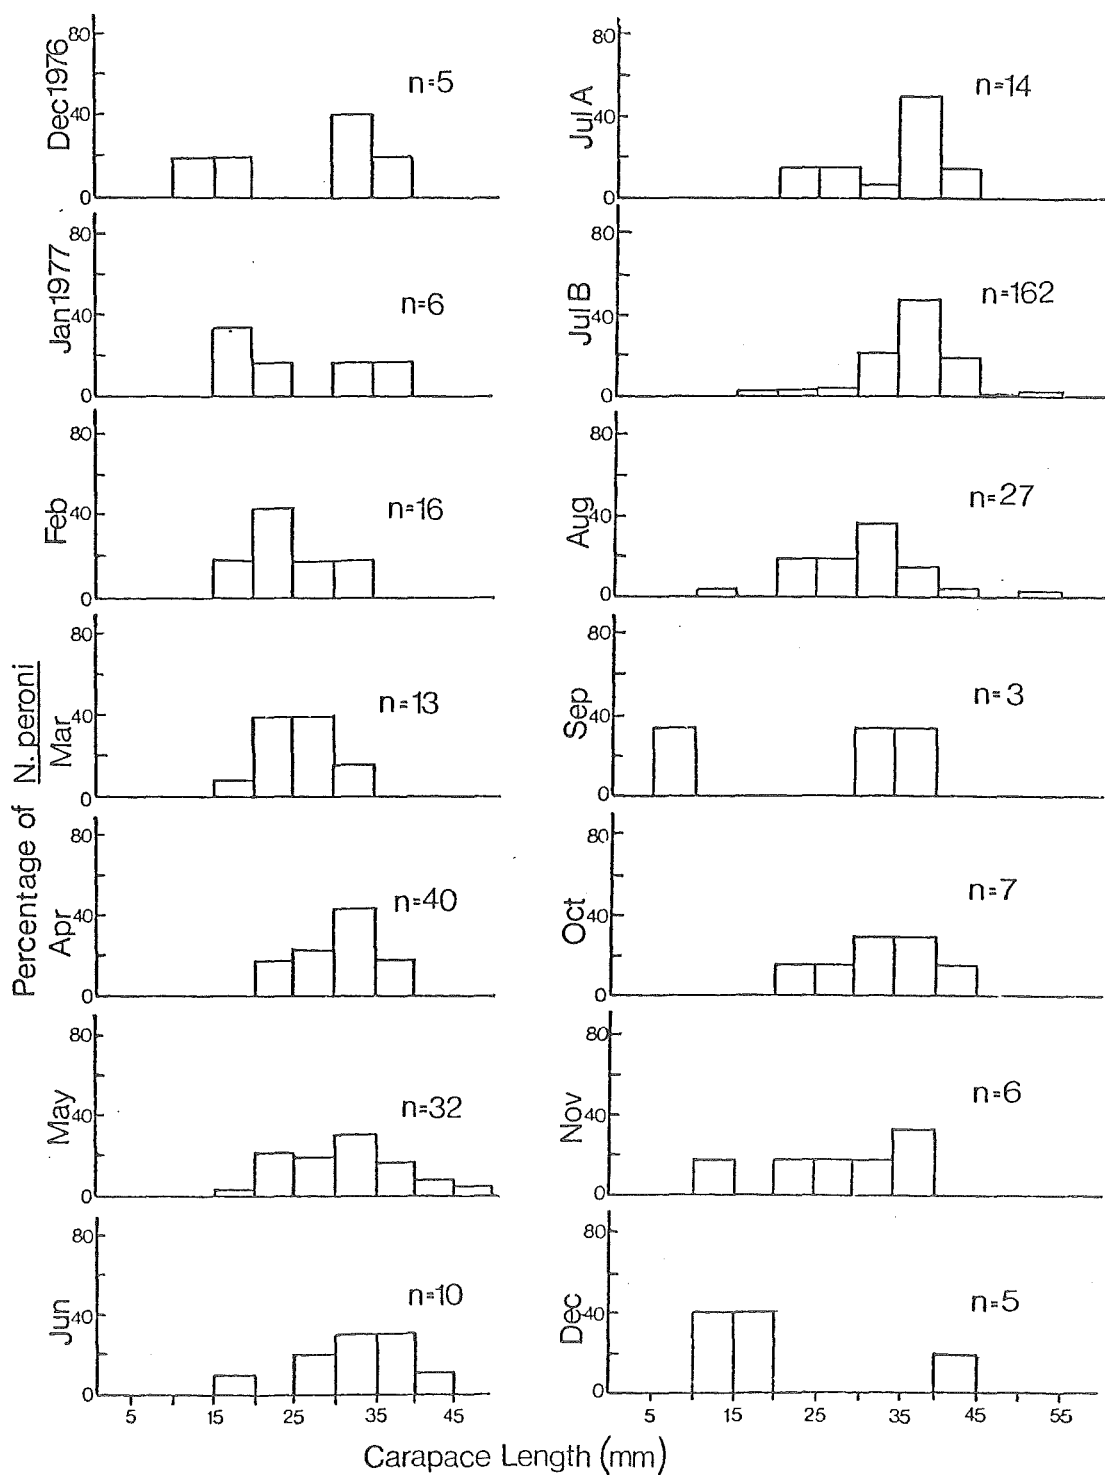 Percentage of N. peroni
Dec 1976
80
40
0
n=5
Jan 1977
80
40
0
n=6
Feb
80
40
0
n=16
Mar
80
40
0
n=13
Apr
80
40
0
n=40
May
80
40
0
n=32
Jun
80
40
0
n=10
5 15 25 35 45
Jul A
80
40
0
n=14
Jul B
80
40
0
n=162
Aug
80
40
0
n=27
Sep
80
40
0
n=3
Oct
80
40
0
n=7
Nov
80
40
0
n=6
Dec
80
40
0
n=5
5 15 25 35 45 55
Carapace Length (mm)